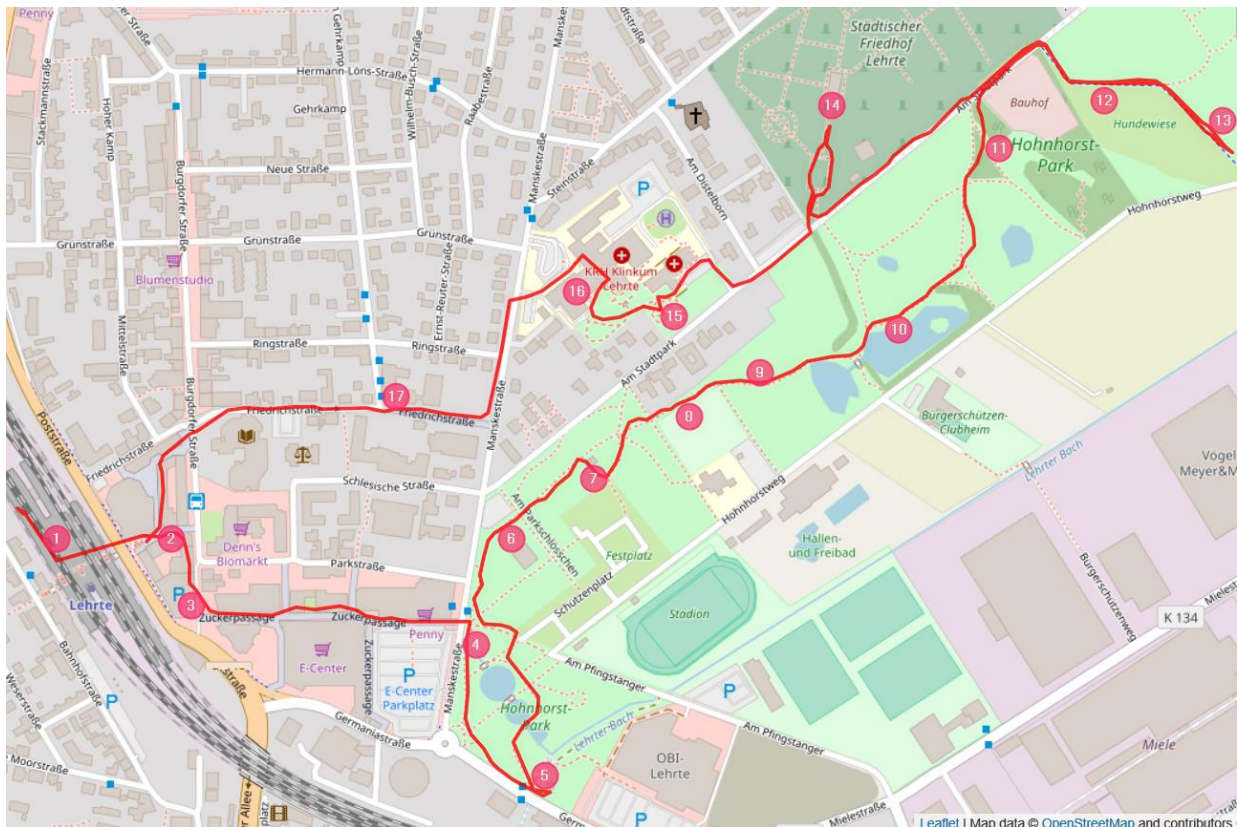 Penny
Stackmannstraße
Hoher Kamp
Mittelstraße
Burgdorfer Straße
Hermann-Löns-Straße
Gehrkamp
Gehrkamp
Wilhelm-Busch-Straße
Raabestraße
Manskestraße
Neue Straße
Steinstraße
Grünstraße
Grünstraße
Grünstraße
Blumenstudio
Ernst-Reuter-Straße
Ringstraße
Ringstraße
Am Distelborn
P
H
KRH Klinikum
Lehrte
16
15
Städtischer
Friedhof
Lehrte
14
Am Stadtpark
Bauhof
12
Hundewiese
13
11
Hohnhorst-
Park
Hohnhorstweg
10
9
8
Am Stadtpark
17
Friedrichstraße
Friedrichstraße
Friedrichstraße
Burgdorfer Straße
Manskestraße
Poststraße
Schlesische Straße
7
6
Am Parkschlösschen
Hohnhorstweg
Bürgerschützen-
Clubheim
Lehrter Bach
Vögel
Meyer&M
1
2
Denn's
Biomarkt
Parkstraße
Festplatz
Schützenplatz
Hallen-
und Freibad
Bürgerschützenweg
Stadion
Lehrte
P
3
Zuckerpassage
Zuckerpassage
Zuckerpassage
Penny
4
E-Center
P
E-Center
Parkplatz
Manskestraße
Hohnhorst-
Park
Am Pfingstanger
P
Am Pfingstanger
K 134
Mielest
Bahnhofstraße
Weserstraße
P
Germaniastraße
Lehrter-Bach
OBI-
Lehrte
5
Miele
Moorstraße
Germ
P
P
Mielestraße
Leaflet | Map data © OpenStreetMap and contributors